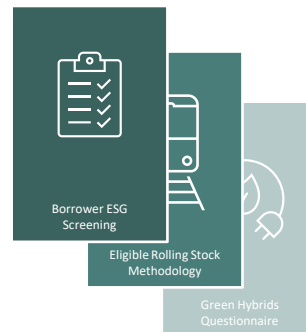 Borrower ESG
Screening
Eligible Rolling Stock
Methodology
Green Hybrids
Questionnaire